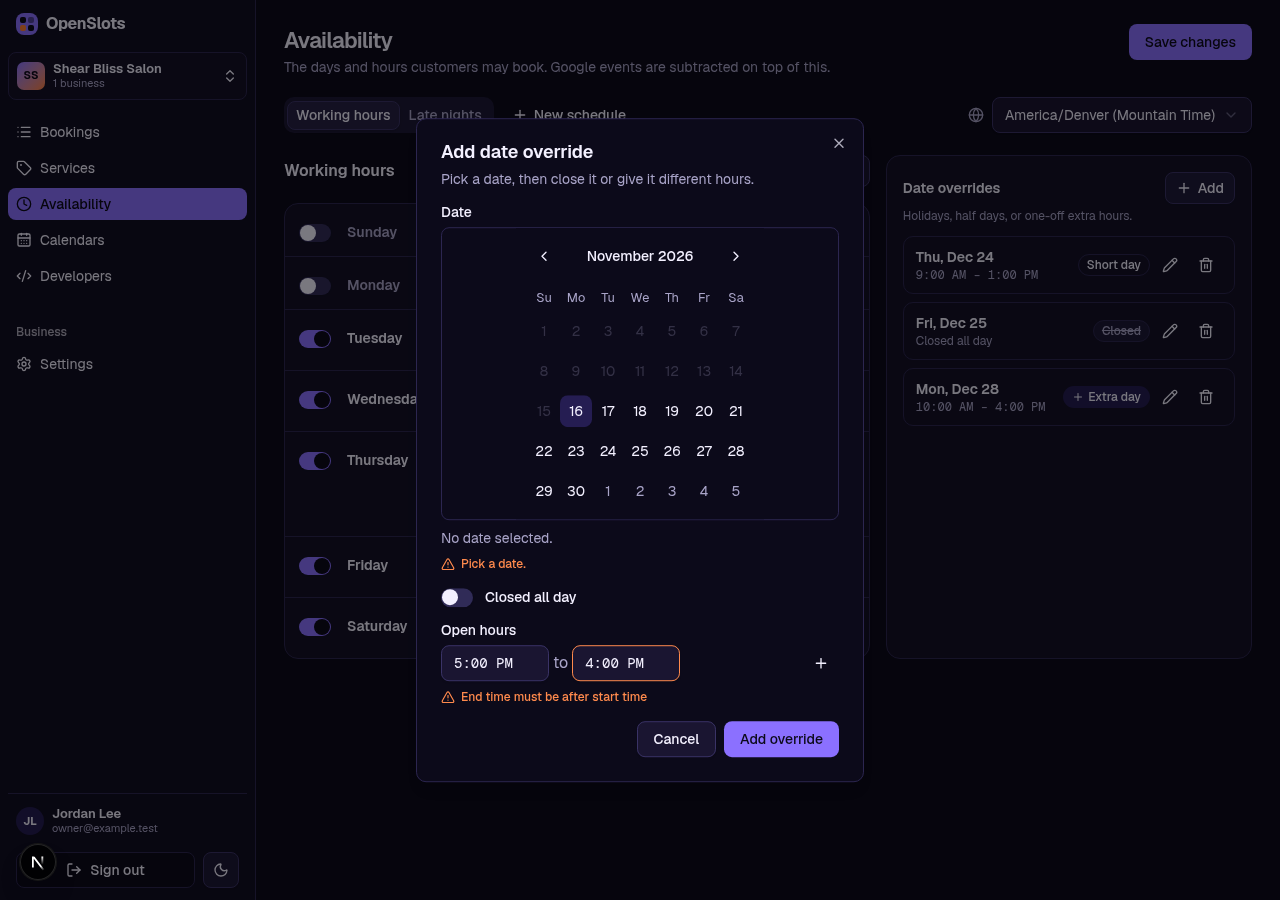 OpenSlots
SS
Shear Bliss Salon
1 business
Bookings
Services
Availability
Calendars
Developers
Business
Settings
JL
Jordan Lee
owner@example.test
N
Sign out
Availability
The days and hours customers may book. Google events are subtracted on top of this.
Save changes
Working hours
Late nights
New schedule
America/Denver (Mountain Time)
Working hours
Sunday
Monday
Tuesday
Thursday
Friday
Saturday
Add date override
Pick a date, then close it or give it different hours.
Date
November 2026
Su Mo Tu We Th Fr Sa
1 2 3 4 5 6 7
8 9 10 11 12 13 14
15 16 17 18 19 20 21
22 23 24 25 26 27 28
29 30 1 2 3 4 5
No date selected.
Pick a date.
Closed all day
Open hours
5:00 PM to 4:00 PM
End time must be after start time
Cancel
Add override
Date overrides
Add
Holidays, half days, or one-off extra hours.
Thu, Dec 24
9:00 AM – 1:00 PM
Short day
Fri, Dec 25
Closed all day
Closed
Mon, Dec 28
10:00 AM – 4:00 PM
+ Extra day